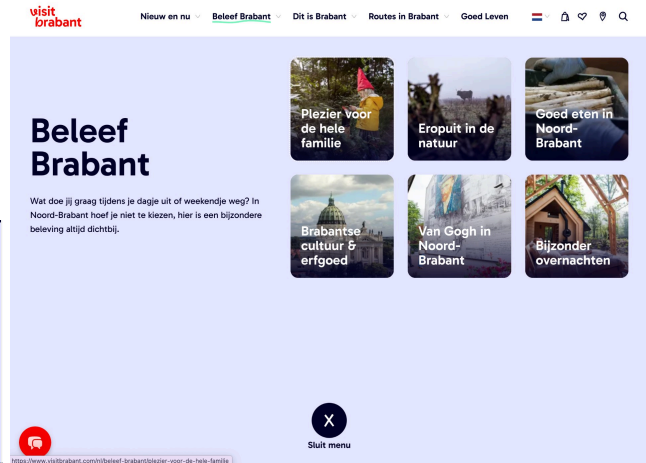 visit
brabant
Nieuw en nu
Beleef Brabant
Dit is Brabant
Routes in Brabant
Goed Leven
Beleef
Brabant
Wat doe jij graag tijdens je dagje uit of weekendje weg? In
Noord-Brabant hoef je niet te kiezen, hier is een bijzondere
beleving altijd dichtbij.
Plezier voor
de hele
familie
Eropuit in de
natuur
Goed eten in
Noord-
Brabant
Brabantse
cultuur &
erfgoed
Van Gogh in
Noord-
Brabant
Bijzonder
overnachten
X
Sluit menu
https://www.visitbrabant.com/nl/beleef-brabant/plezier-voor-de-hele-familie